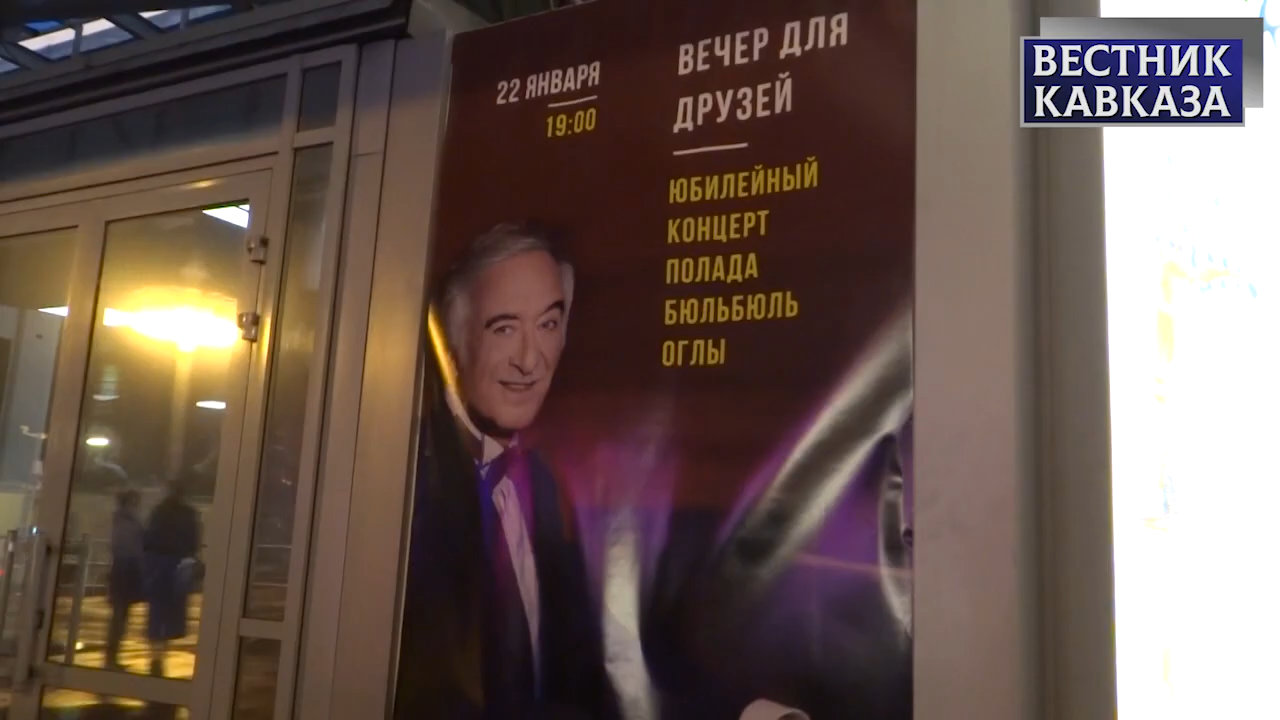 22 ЯНВАРЯ
19:00
ВЕЧЕР ДЛЯ
ДРУЗЕЙ
ЮБИЛЕЙНЫЙ
КОНЦЕРТ
ПОЛАДА
БЮЛЬБЮЛЬ
ОГЛЫ
ВЕСТНИК
КАВКАЗА